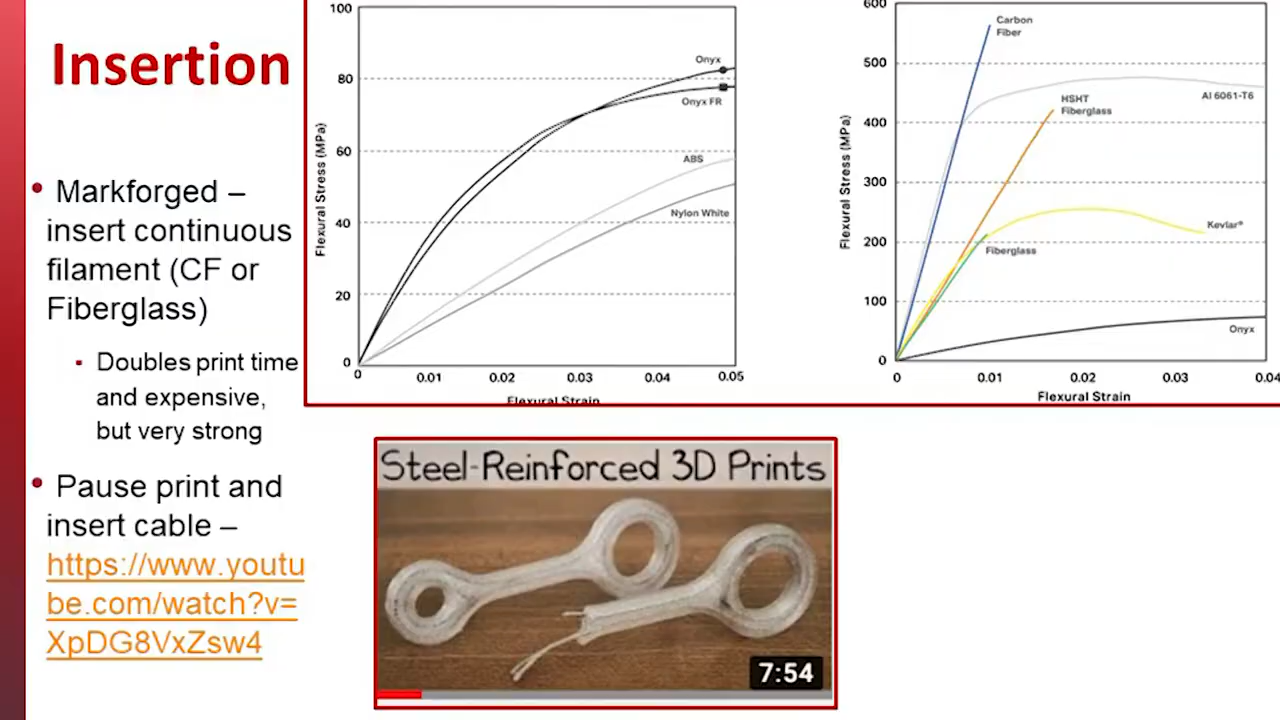 Insertion
• Markforged –
insert continuous
filament (CF or
Fiberglass)
▪ Doubles print time
and expensive,
but very strong
• Pause print and
insert cable –
https://www.youtu
be.com/watch?v=
XpDG8VxZsw4
100
80
60
40
20
0
Flexural Stress (MPa)
Onyx
Onyx FR
ABS
Nylon White
0 0.01 0.02 0.03 0.04 0.05
Flexural Strain
600
500
400
300
200
100
0
Flexural Stress (MPa)
Carbon
Fiber
Al 6061-T6
HSHT
Fiberglass
Kevlar®
Fiberglass
Onyx
0 0.01 0.02 0.03 0.04
Flexural Strain
Steel-Reinforced 3D Prints
7:54